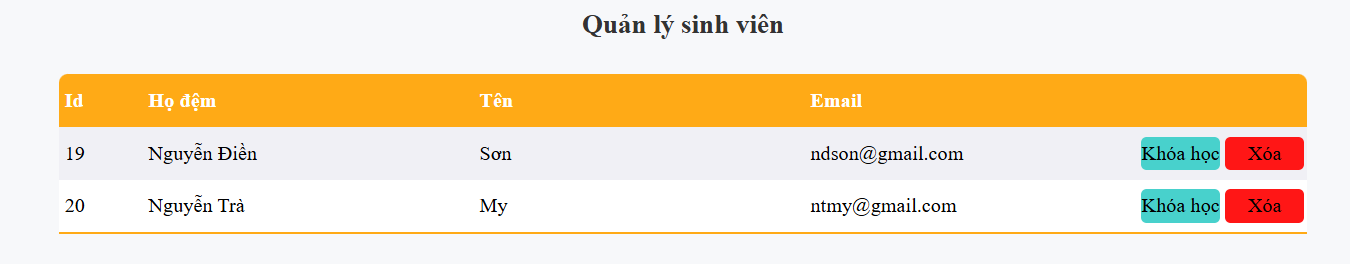 Quản lý sinh viên
Id Họ đệm Tên Email
19 Nguyễn Điền Sơn ndson@gmail.com Khóa học Xóa
20 Nguyễn Trà My ntmy@gmail.com Khóa học Xóa